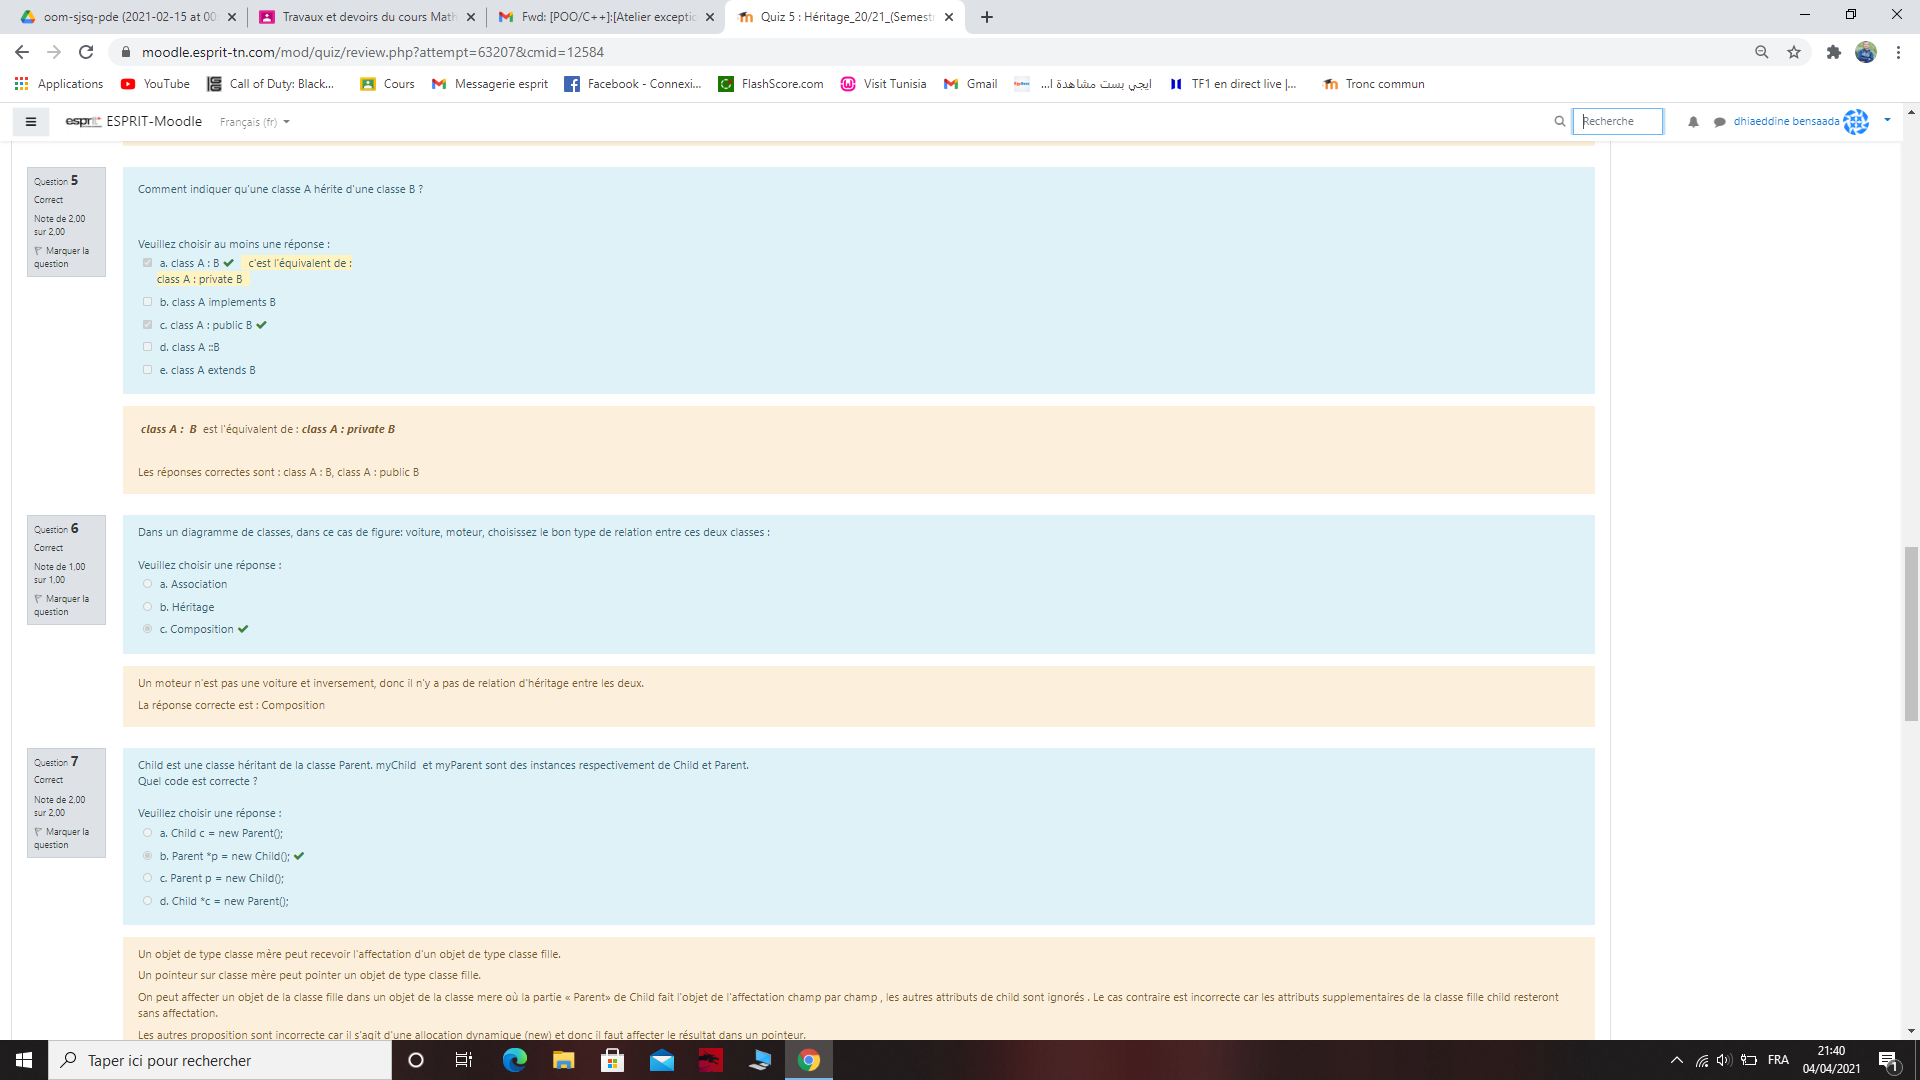 oom-sjsq-pde (2021-02-15 at 00:
Travaux et devoirs du cours Math
Fwd: [POO/C++]:[Atelier exceptio
Quiz 5 : Héritage_20/21_(Semest
moodle.esprit-tn.com/mod/quiz/review.php?attempt=63207&cmid=12584
Applications
YouTube
Call of Duty: Black...
Cours
Messagerie esprit
Facebook - Connexi...
FlashScore.com
Visit Tunisia
Gmail
ايجي بست مشاهدة ا...
TF1 en direct live |...
Tronc commun
esprit ESPRIT-Moodle
Français (fr)
Recherche
dhiaeddine bensaada
Question 5
Correct
Note de 2,00
sur 2,00
Marquer la
question
Comment indiquer qu'une classe A hérite d'une classe B ?
Veuillez choisir au moins une réponse :
a. class A : B ✔ c'est l'équivalent de :
class A : private B
b. class A implements B
c. class A : public B ✔
d. class A ::B
e. class A extends B
class A : B est l'équivalent de : class A : private B
Les réponses correctes sont : class A : B, class A : public B
Question 6
Correct
Note de 1,00
sur 1,00
Marquer la
question
Dans un diagramme de classes, dans ce cas de figure: voiture, moteur, choisissez le bon type de relation entre ces deux classes :
Veuillez choisir une réponse :
a. Association
b. Héritage
c. Composition ✔
Un moteur n'est pas une voiture et inversement, donc il n'y a pas de relation d'héritage entre les deux.
La réponse correcte est : Composition
Question 7
Correct
Note de 2,00
sur 2,00
Marquer la
question
Child est une classe héritant de la classe Parent. myChild et myParent sont des instances respectivement de Child et Parent.
Quel code est correcte ?
Veuillez choisir une réponse :
a. Child c = new Parent();
b. Parent *p = new Child(); ✔
c. Parent p = new Child();
d. Child *c = new Parent();
Un objet de type classe mère peut recevoir l'affectation d'un objet de type classe fille.
Un pointeur sur classe mère peut pointer un objet de type classe fille.
On peut affecter un objet de la classe fille dans un objet de la classe mere où la partie « Parent» de Child fait l'objet de l'affectation champ par champ , les autres attributs de child sont ignorés . Le cas contraire est incorrecte car les attributs supplementaires de la classe fille child resteront
sans affectation.
Les autres proposition sont incorrecte car il s'agit d'une allocation dynamique (new) et donc il faut affecter le résultat dans un pointeur.
Taper ici pour rechercher
FRA
21:40
04/04/2021
1